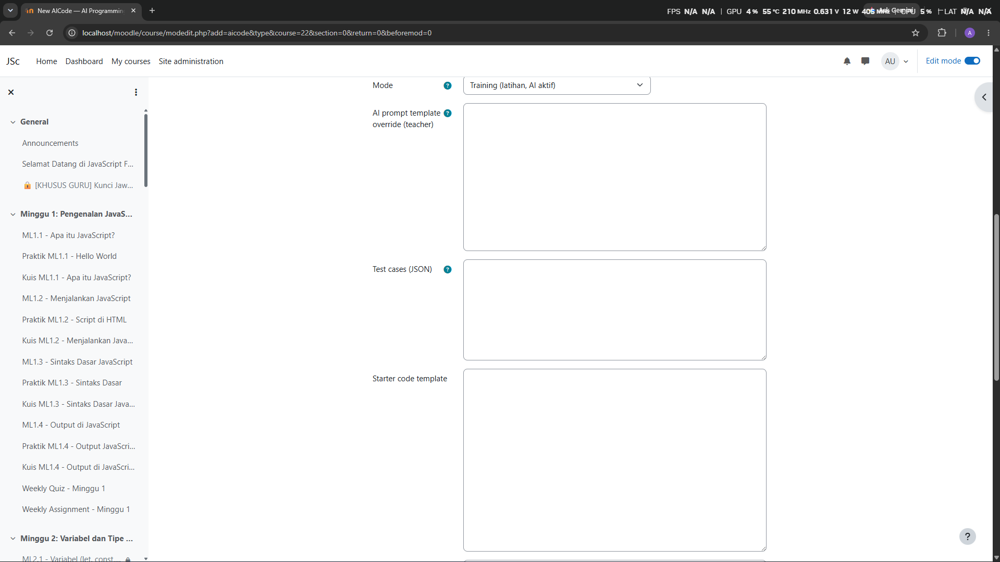 New AICode — AI Programmin
FPS N/A N/A | GPU 4 % 55 °C 210 MHz 0.631 V 12 W 405 MHz | CPU 5 % | LAT N/A N/A
Ask Gemini
localhost/moodle/course/modedit.php?add=aicode&type&course=22&section=0&return=0&beforemod=0
A
JSc
Home
Dashboard
My courses
Site administration
AU
Edit mode
General
Announcements
Selamat Datang di JavaScript F...
[KHUSUS GURU] Kunci Jaw...
Minggu 1: Pengenalan JavaS...
ML1.1 - Apa itu JavaScript?
Praktik ML1.1 - Hello World
Kuis ML1.1 - Apa itu JavaScript?
ML1.2 - Menjalankan JavaScript
Praktik ML1.2 - Script di HTML
Kuis ML1.2 - Menjalankan Java...
ML1.3 - Sintaks Dasar JavaScript
Praktik ML1.3 - Sintaks Dasar
Kuis ML1.3 - Sintaks Dasar Java...
ML1.4 - Output di JavaScript
Praktik ML1.4 - Output JavaScri...
Kuis ML1.4 - Output di JavaScri...
Weekly Quiz - Minggu 1
Weekly Assignment - Minggu 1
Minggu 2: Variabel dan Tipe ...
ML2.1 - Variabel (let, const,...
Mode
?
Training (latihan, AI aktif)
AI prompt template
override (teacher)
?
Test cases (JSON)
?
Starter code template
?